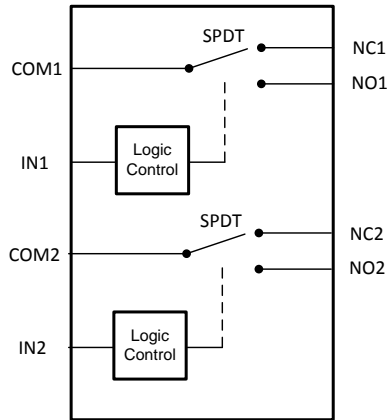 SPDT
NC1
COM1
NO1
IN1
Logic
Control
SPDT
NC2
COM2
NO2
IN2
Logic
Control